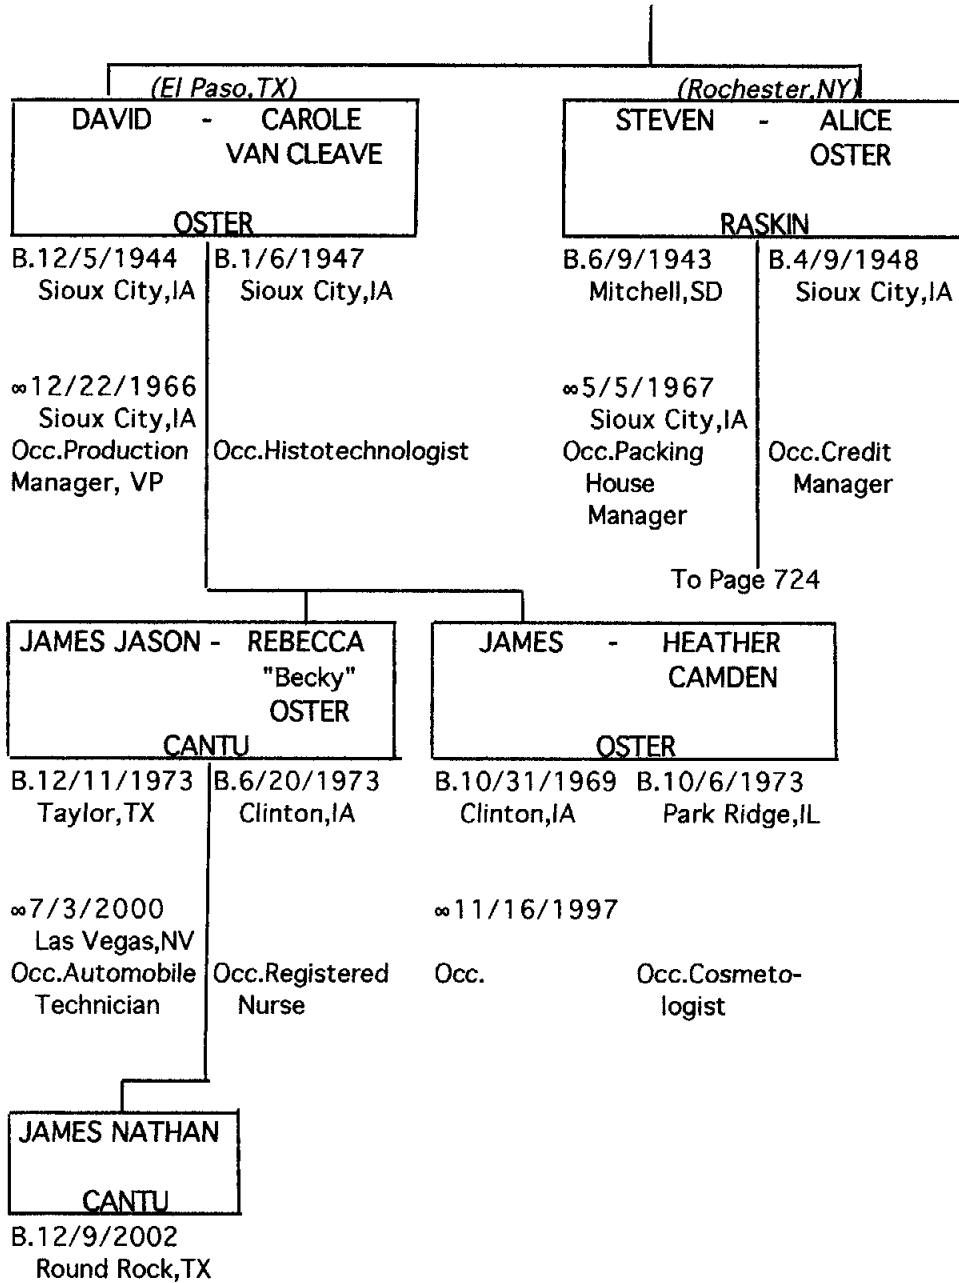 (El Paso,TX)
DAVID - CAROLE
VAN CLEAVE
OSTER
B.12/5/1944 B.1/6/1947
Sioux City,IA Sioux City,IA
∞12/22/1966
Sioux City,IA
Occ.Production Occ.Histotechnologist
Manager, VP
(Rochester,NY)
STEVEN - ALICE
OSTER
RASKIN
B.6/9/1943 B.4/9/1948
Mitchell,SD Sioux City,IA
∞5/5/1967
Sioux City,IA
Occ.Packing Occ.Credit
House Manager
Manager
To Page 724
JAMES JASON - REBECCA
"Becky"
OSTER
CANTU
B.12/11/1973 B.6/20/1973
Taylor,TX Clinton,IA
∞7/3/2000
Las Vegas,NV
Occ.Automobile Occ.Registered
Technician Nurse
JAMES - HEATHER
CAMDEN
OSTER
B.10/31/1969 B.10/6/1973
Clinton,IA Park Ridge,IL
∞11/16/1997
Occ. Occ.Cosmeto-
logist
JAMES NATHAN
CANTU
B.12/9/2002
Round Rock,TX